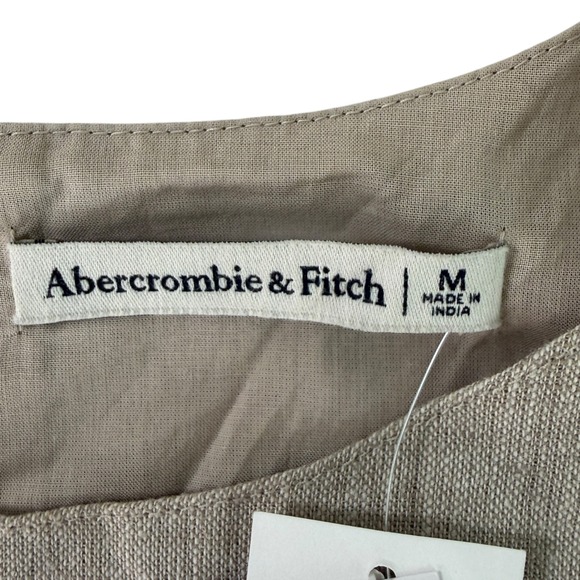 Abercrombie & Fitch | M
MADE IN
INDIA